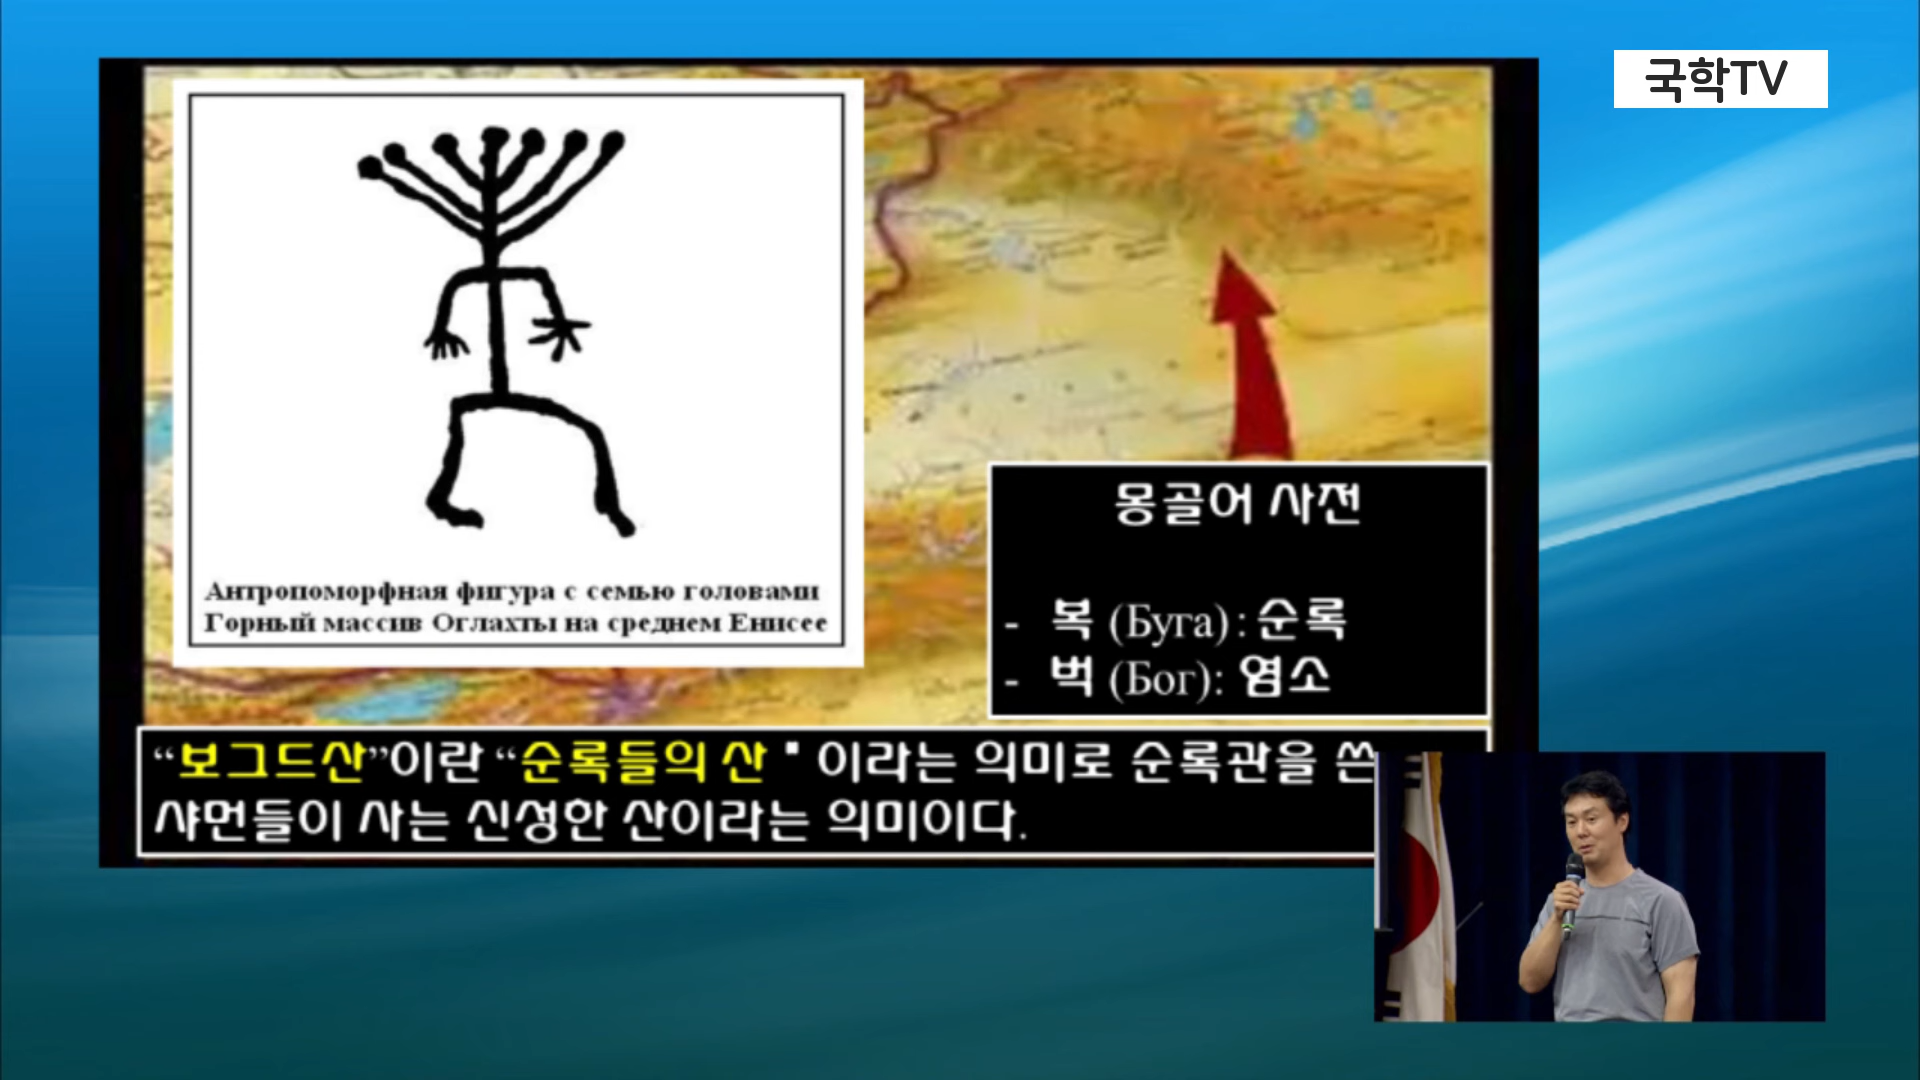 국학TV
Антропоморфная фигура с семью головами
Горный массив Оглахты на среднем Енисее
몽골어 사전
- 복 (Буга) : 순록
- 벅 (Бог): 염소
“보그드산”이란 “순록들의 산 " 이라는 의미로 순록관을 쓴
샤먼들이 사는 신성한 산이라는 의미이다.